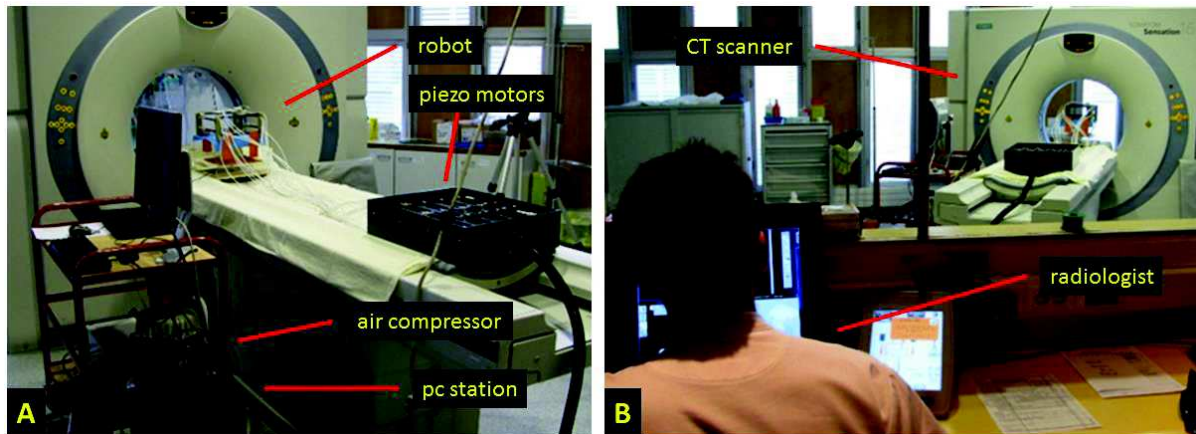 robot
piezo motors
air compressor
pc station
A
CT scanner
Sensation
radiologist
B